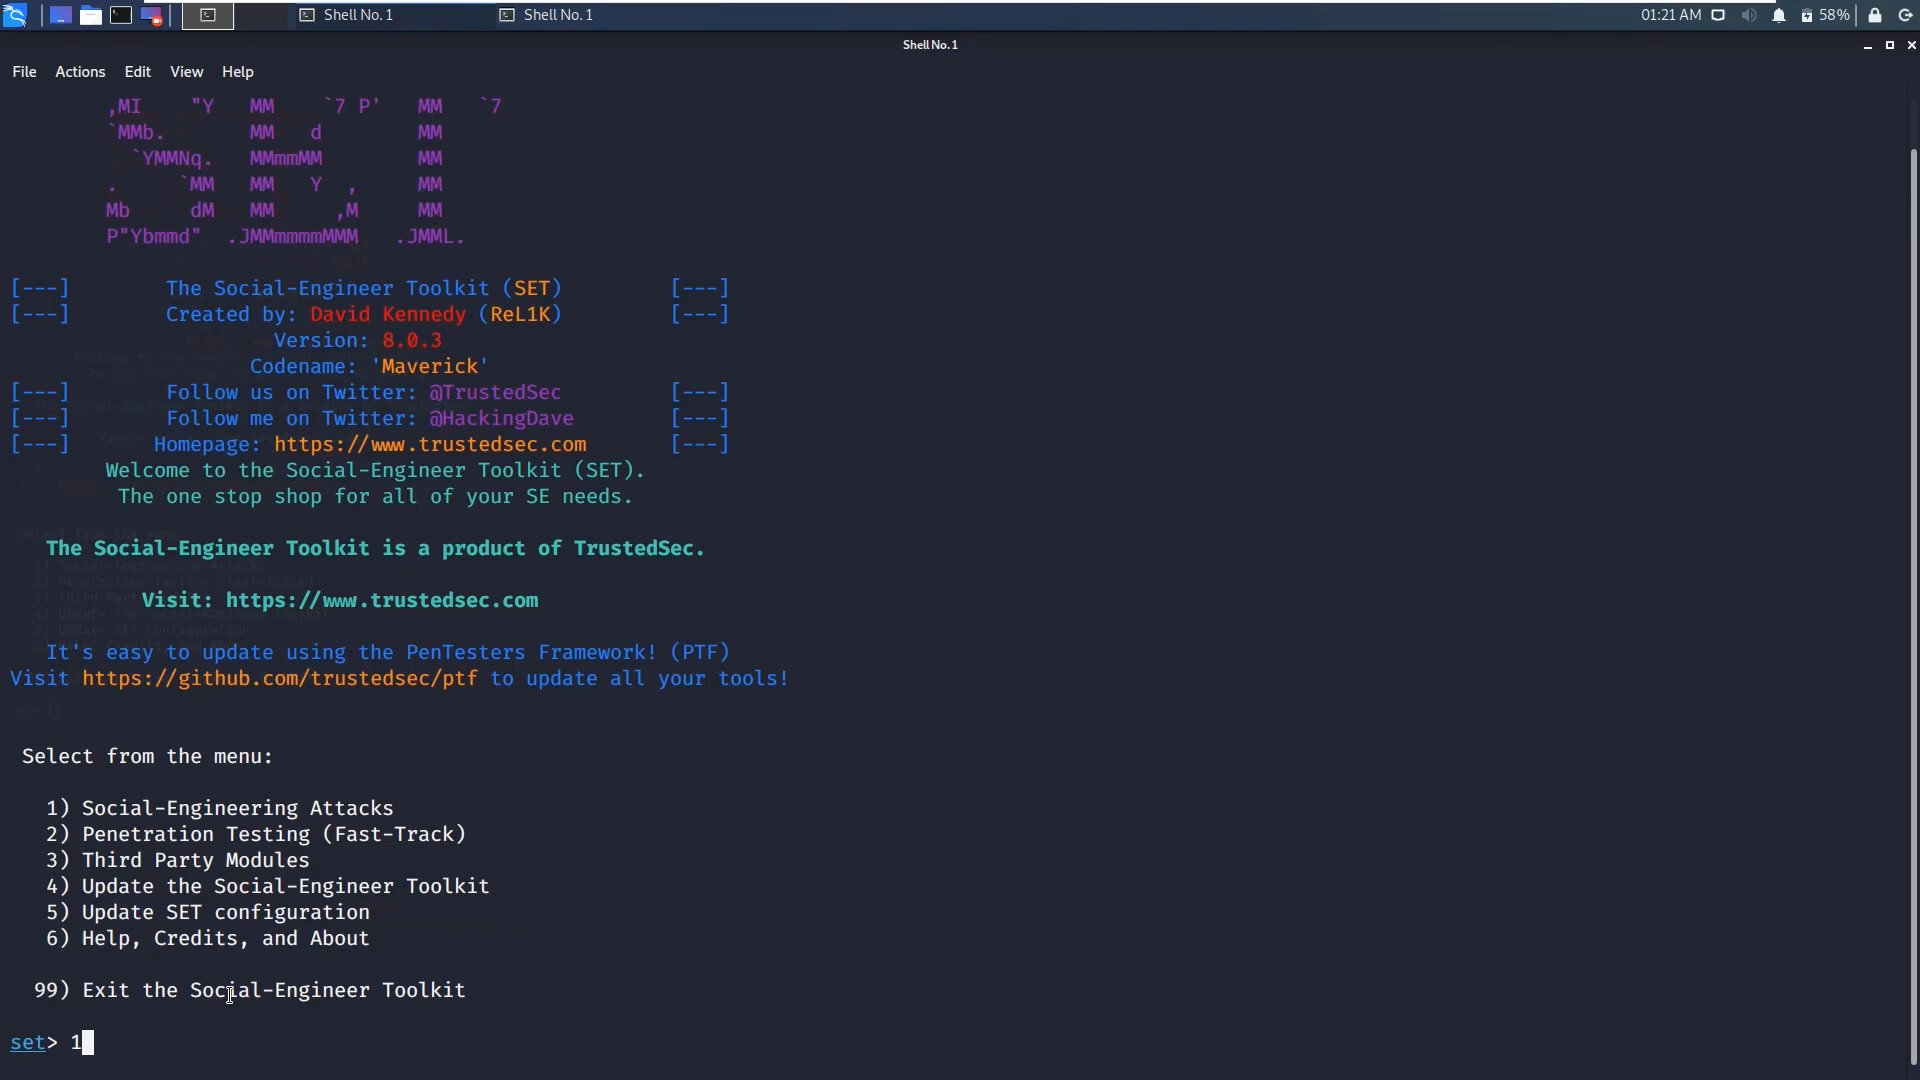 Shell No. 1
Shell No. 1
01:21 AM
58%
Shell No. 1
File Actions Edit View Help
,MI "Y MM `7 P' MM `7
`MMb. MM d MM
`YMMNq. MMmmMM MM
. `MM MM Y , MM
Mb dM MM ,M MM
P"Ybmmd" .JMMmmmmMMM .JMML.
[---] The Social-Engineer Toolkit (SET) [---]
[---] Created by: David Kennedy (ReL1K) [---]
Version: 8.0.3
Codename: 'Maverick'
[---] Follow us on Twitter: @TrustedSec [---]
[---] Follow me on Twitter: @HackingDave [---]
[---] Homepage: https://www.trustedsec.com [---]
Welcome to the Social-Engineer Toolkit (SET).
The one stop shop for all of your SE needs.
The Social-Engineer Toolkit is a product of TrustedSec.
Visit: https://www.trustedsec.com
It's easy to update using the PenTesters Framework! (PTF)
Visit https://github.com/trustedsec/ptf to update all your tools!
Select from the menu:
1) Social-Engineering Attacks
2) Penetration Testing (Fast-Track)
3) Third Party Modules
4) Update the Social-Engineer Toolkit
5) Update SET configuration
6) Help, Credits, and About
99) Exit the Social-Engineer Toolkit
set> 1